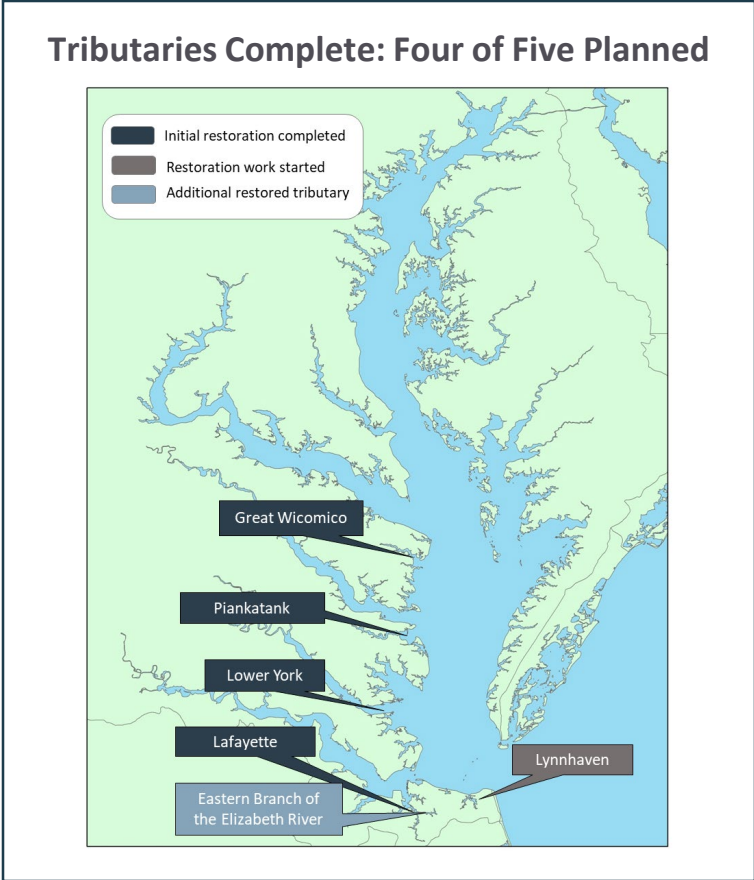 Tributaries Complete: Four of Five Planned
Initial restoration completed
Restoration work started
Additional restored tributary
Great Wicomico
Piankatank
Lower York
Lafayette
Lynnhaven
Eastern Branch of
the Elizabeth River